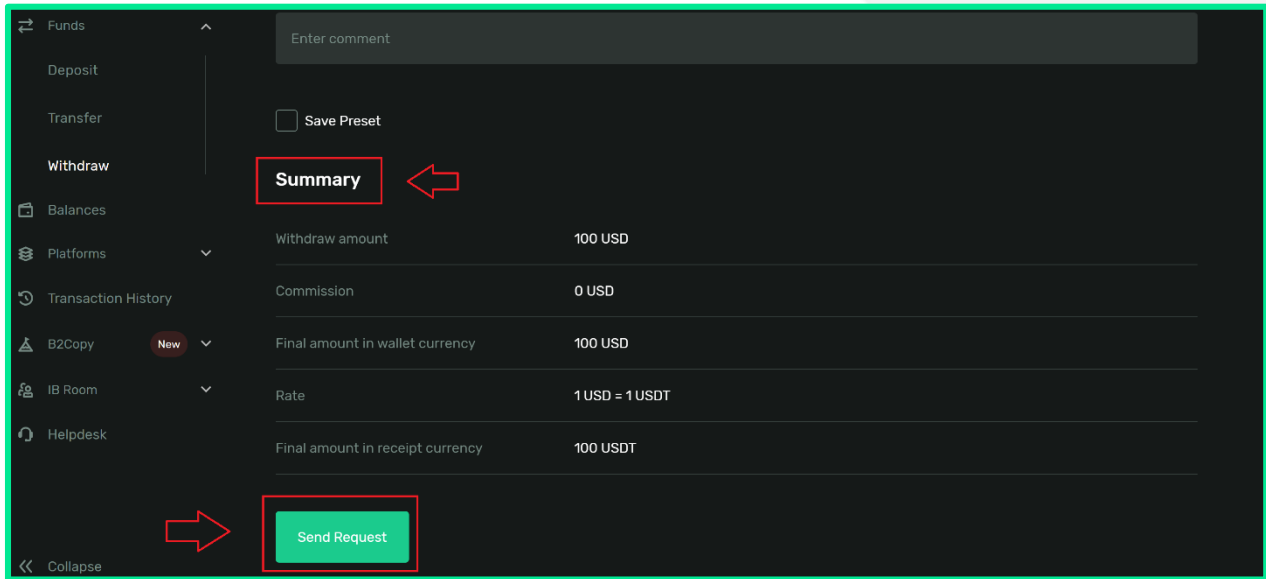 Funds
Deposit
Transfer
Withdraw
Balances
Platforms
Transaction History
B2Copy New
IB Room
Helpdesk
Collapse
Enter comment
Save Preset
Summary
Withdraw amount 100 USD
Commission 0 USD
Final amount in wallet currency 100 USD
Rate 1 USD = 1 USDT
Final amount in receipt currency 100 USDT
Send Request